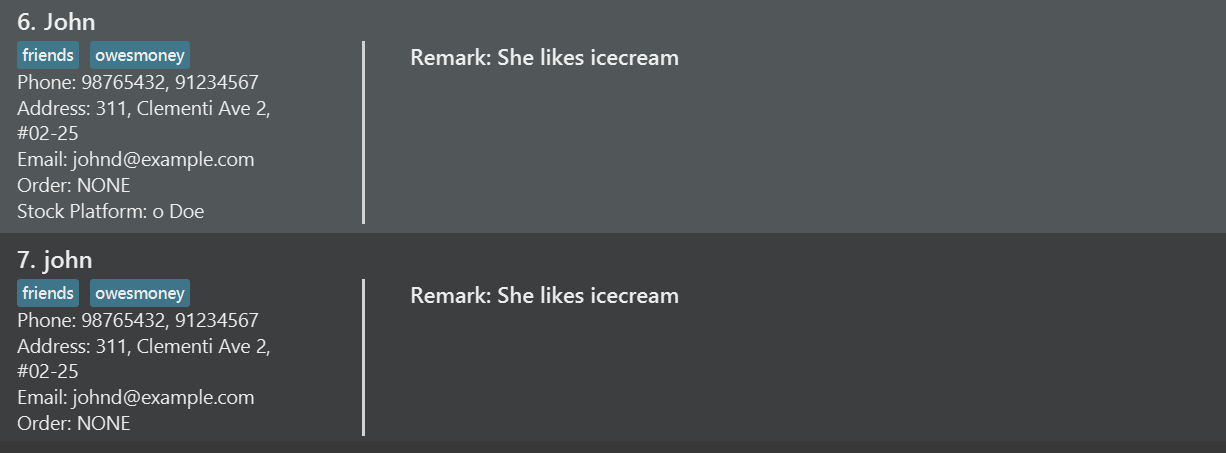 6. John
friends owesmoney
Phone: 98765432, 91234567
Address: 311, Clementi Ave 2,
#02-25
Email: johnd@example.com
Order: NONE
Stock Platform: o Doe
Remark: She likes icecream
7. john
friends owesmoney
Phone: 98765432, 91234567
Address: 311, Clementi Ave 2,
#02-25
Email: johnd@example.com
Order: NONE
Remark: She likes icecream